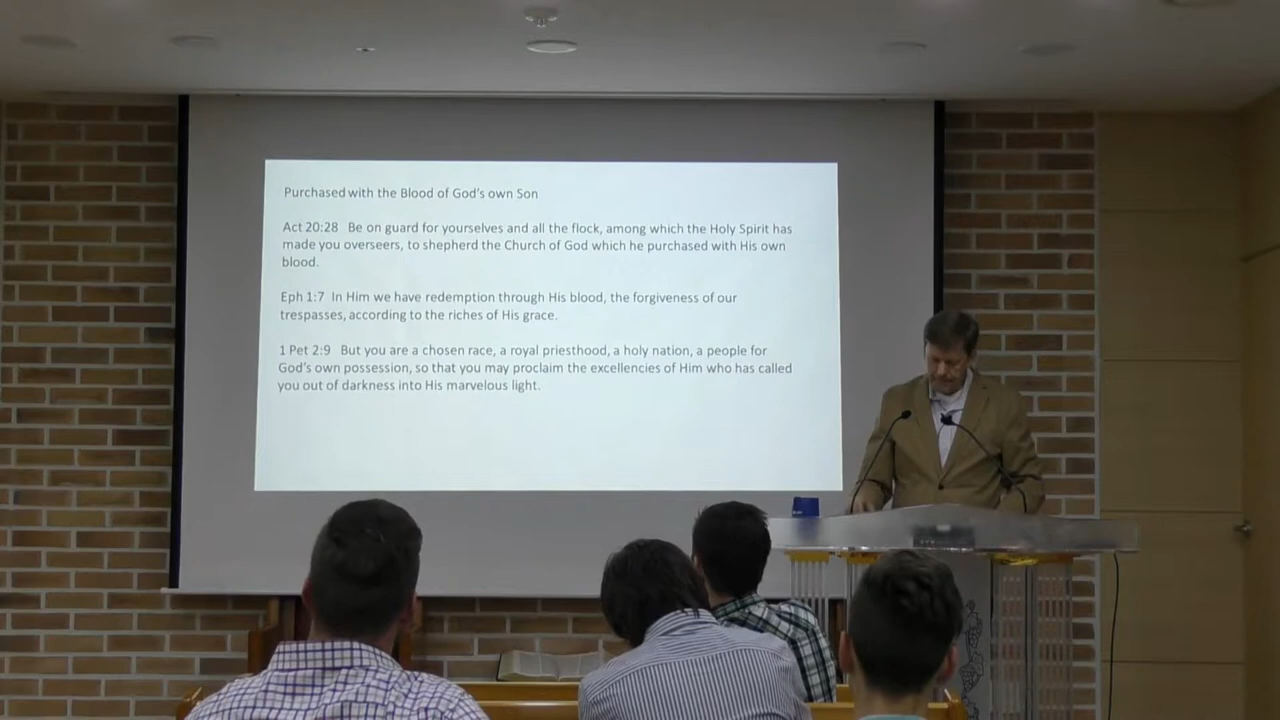 Purchased with the Blood of God's own Son
Act 20:28 Be on guard for yourselves and all the flock, among which the Holy Spirit has
made you overseers, to shepherd the Church of God which he purchased with His own
blood.
Eph 1:7 In Him we have redemption through His blood, the forgiveness of our
trespasses, according to the riches of His grace.
1 Pet 2:9 But you are a chosen race, a royal priesthood, a holy nation, a people for
God's own possession, so that you may proclaim the excellencies of Him who has called
you out of darkness into His marvelous light.